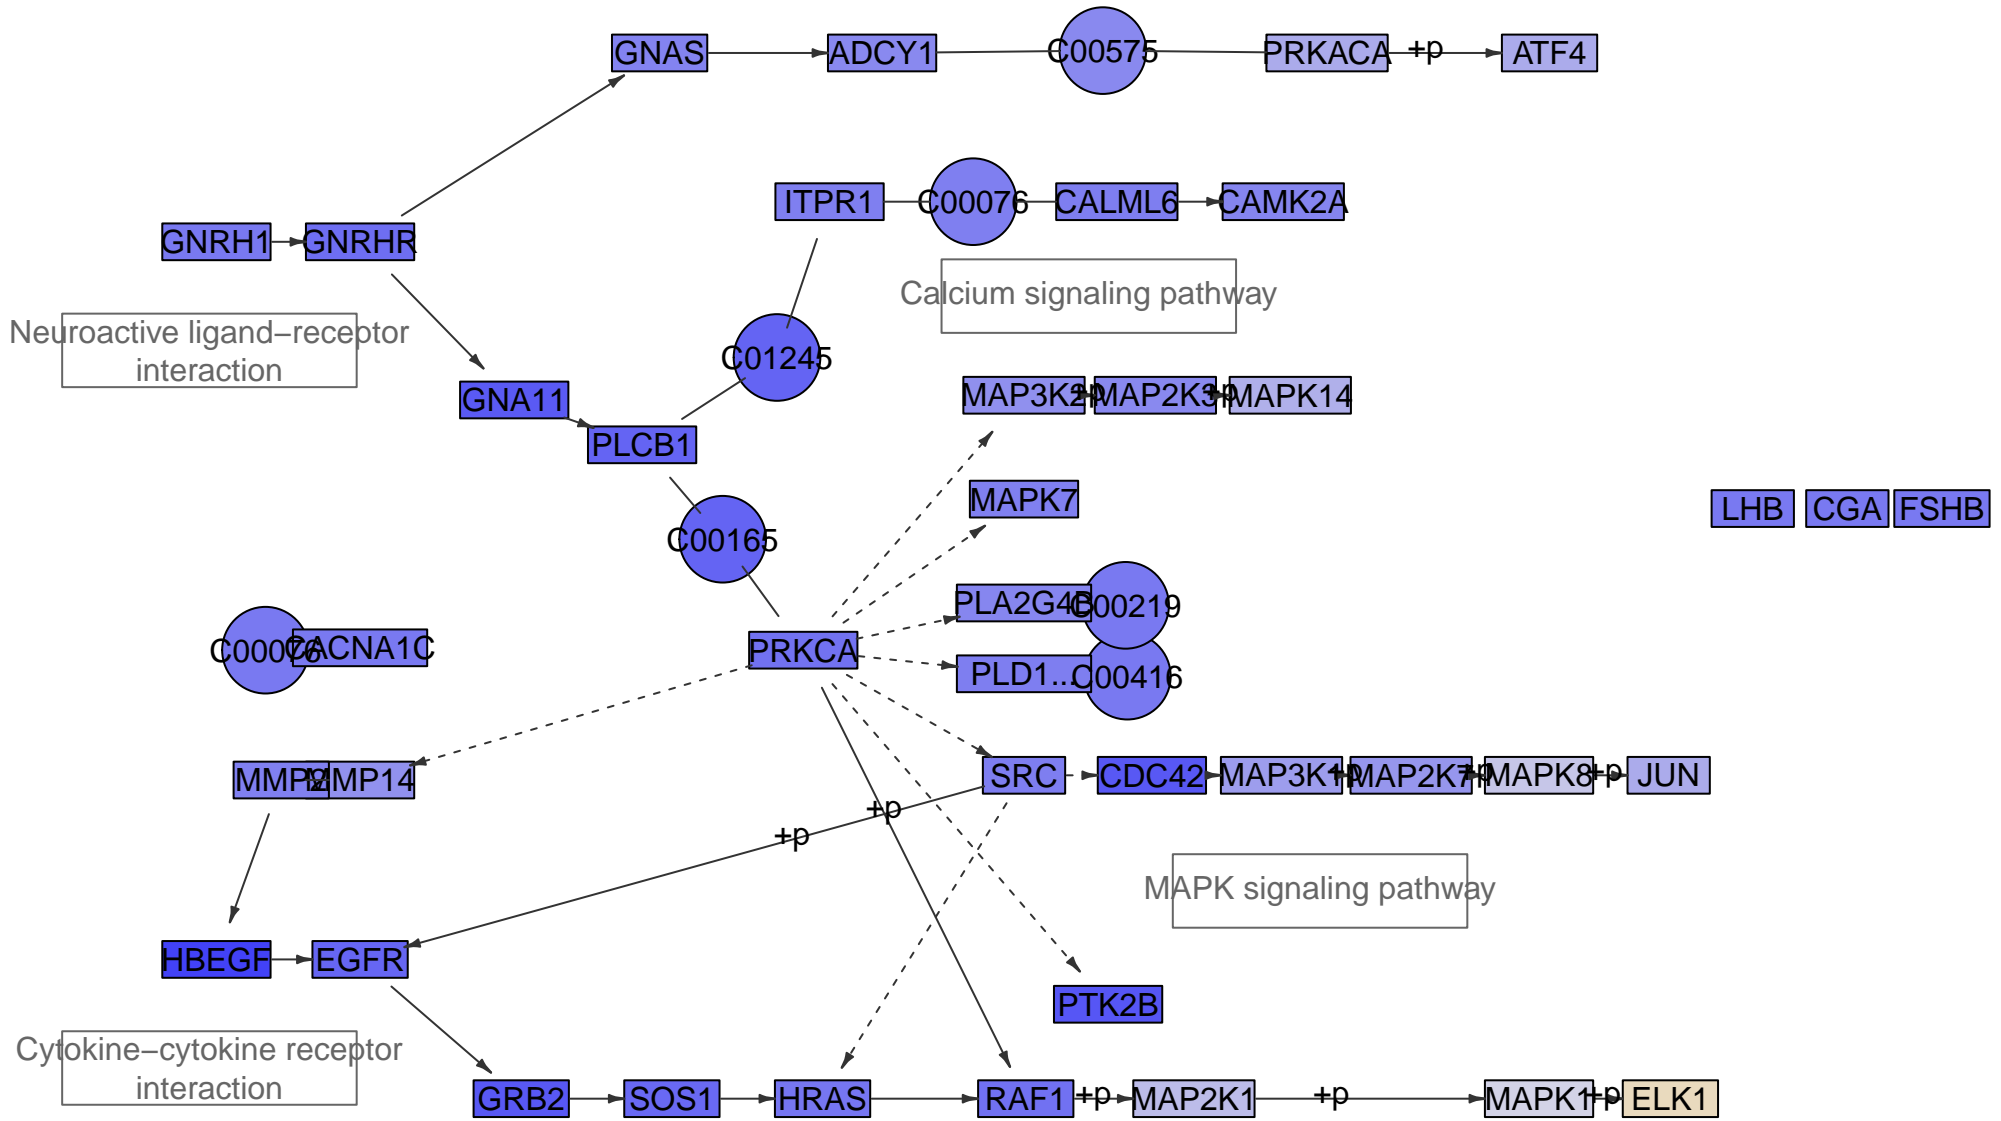 GNAS
ADCY1
C00575
PRKACA
+p
ATF4
ITPR1
C00076
CALML6
CAMK2A
GNRH1
GNRHR
Calcium signaling pathway
Neuroactive ligand–receptor
interaction
C01245
GNA11
MAP3K2
+p
MAP2K3
+p
MAPK14
PLCB1
MAPK7
LHB
CGA
FSHB
C00165
PLA2G4B
C00219
C00076
CACNA1C
PRKCA
PLD1...
C00416
MMP2
MMP14
SRC
CDC42
MAP3K1
+p
MAP2K7
+p
MAPK8
+p
JUN
+p
+p
MAPK signaling pathway
HBEGF
EGFR
PTK2B
Cytokine–cytokine receptor
interaction
GRB2
SOS1
HRAS
RAF1
+p
MAP2K1
+p
MAPK1
+p
ELK1